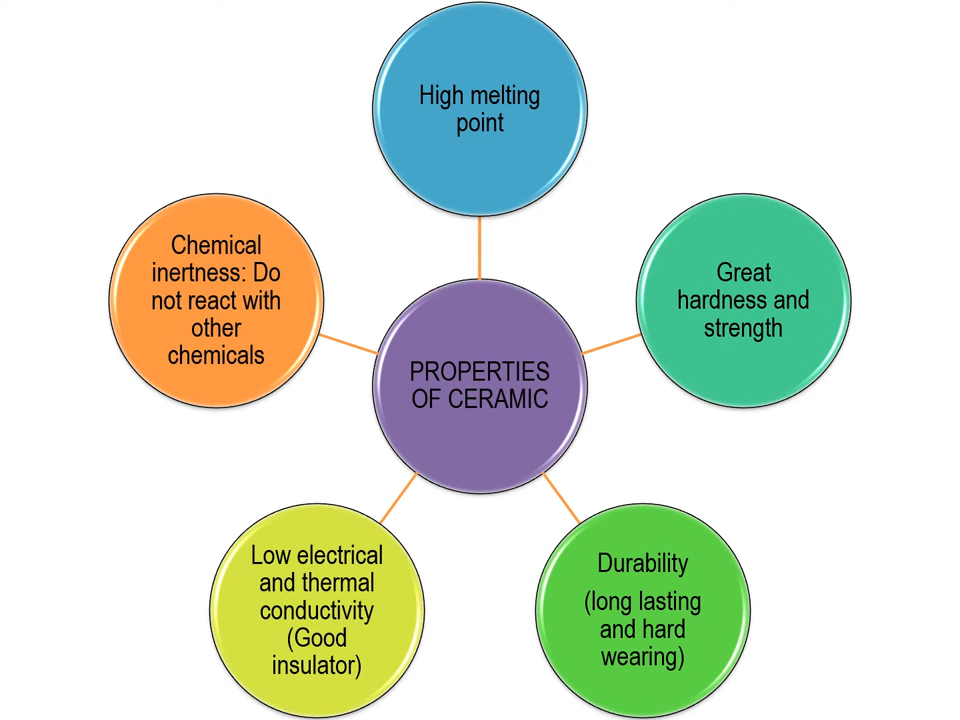 High melting
point
Chemical
inertness: Do
not react with
other
chemicals
Great
hardness and
strength
PROPERTIES
OF CERAMIC
Low electrical
and thermal
conductivity
(Good
insulator)
Durability
(long lasting
and hard
wearing)